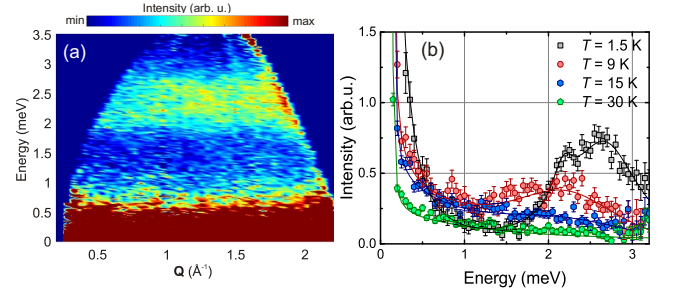 Intensity (arb. u.)
min max
(a)
3.5
3
2.5
2
1.5
1
0.5
0
Energy (meV)
0.5 1 1.5 2
Q (Å⁻¹)
(b)
T = 1.5 K
T = 9 K
T = 15 K
T = 30 K
1.5
1.0
0.5
0.0
Intensity (arb.u.)
0 1 2 3
Energy (meV)